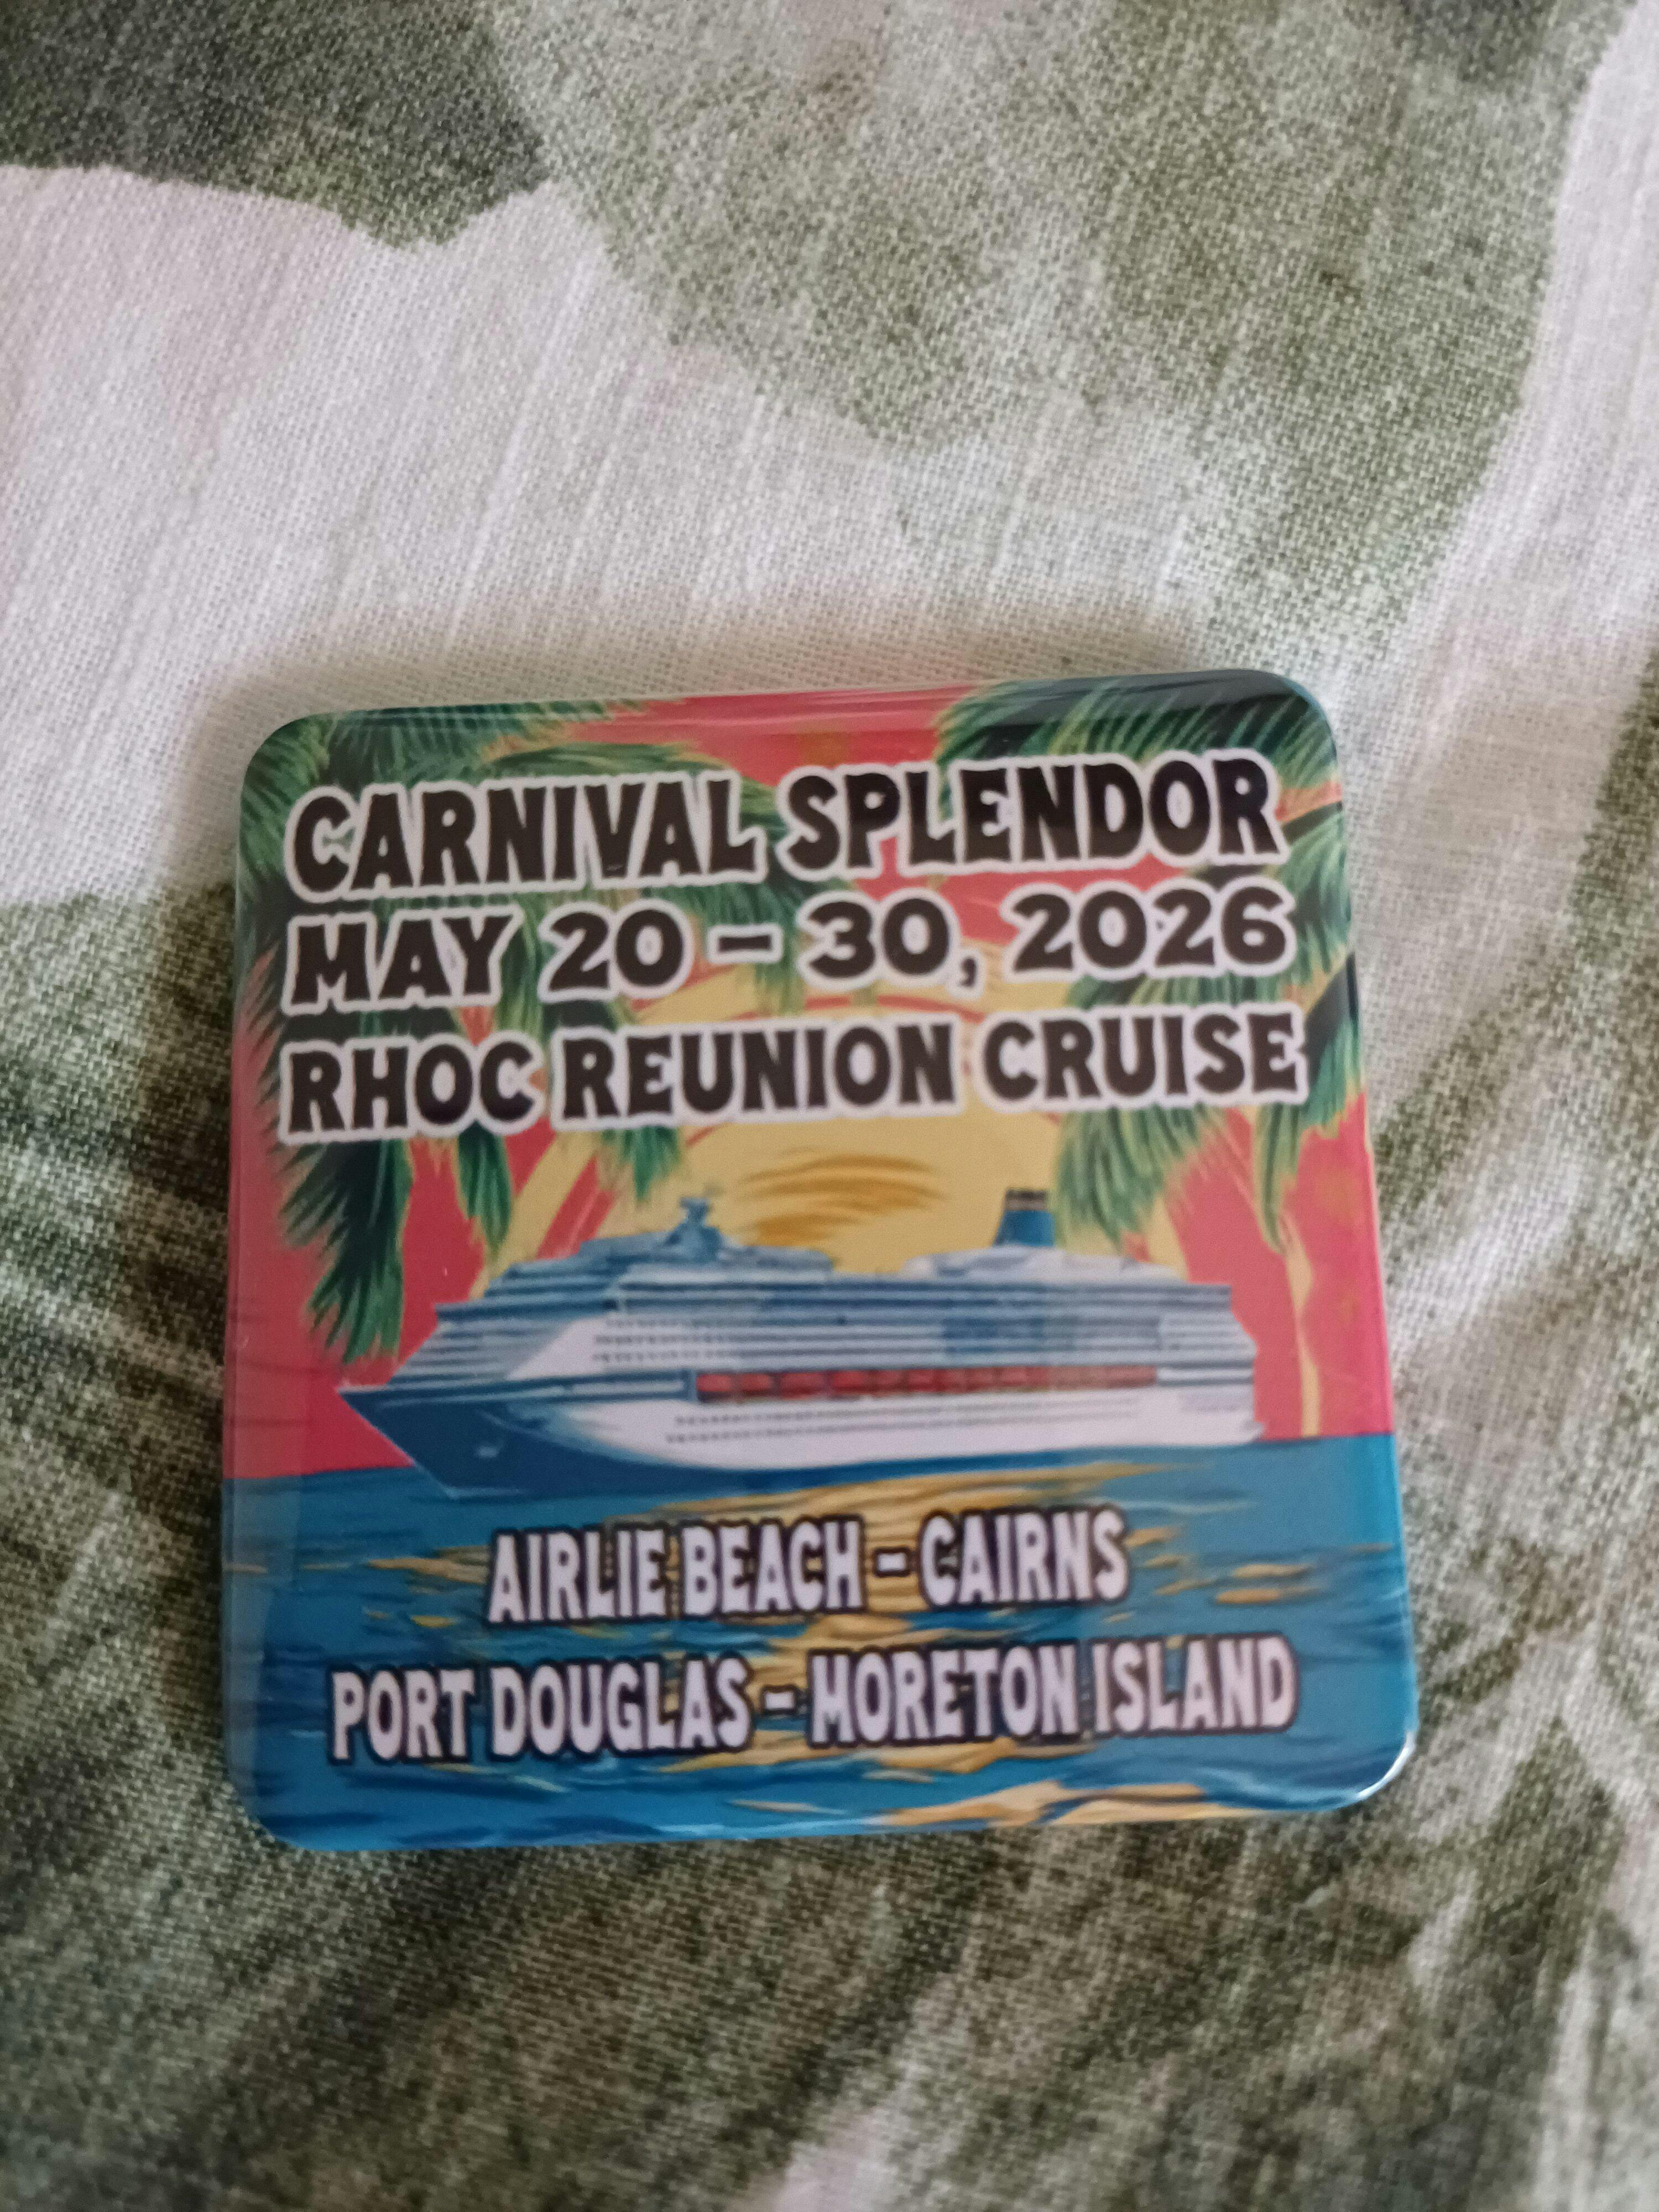 CARNIVAL SPLENDOR
MAY 20 - 30, 2026
RHOC REUNION CRUISE
AIRLIE BEACH - CAIRNS
PORT DOUGLAS - MORETON ISLAND